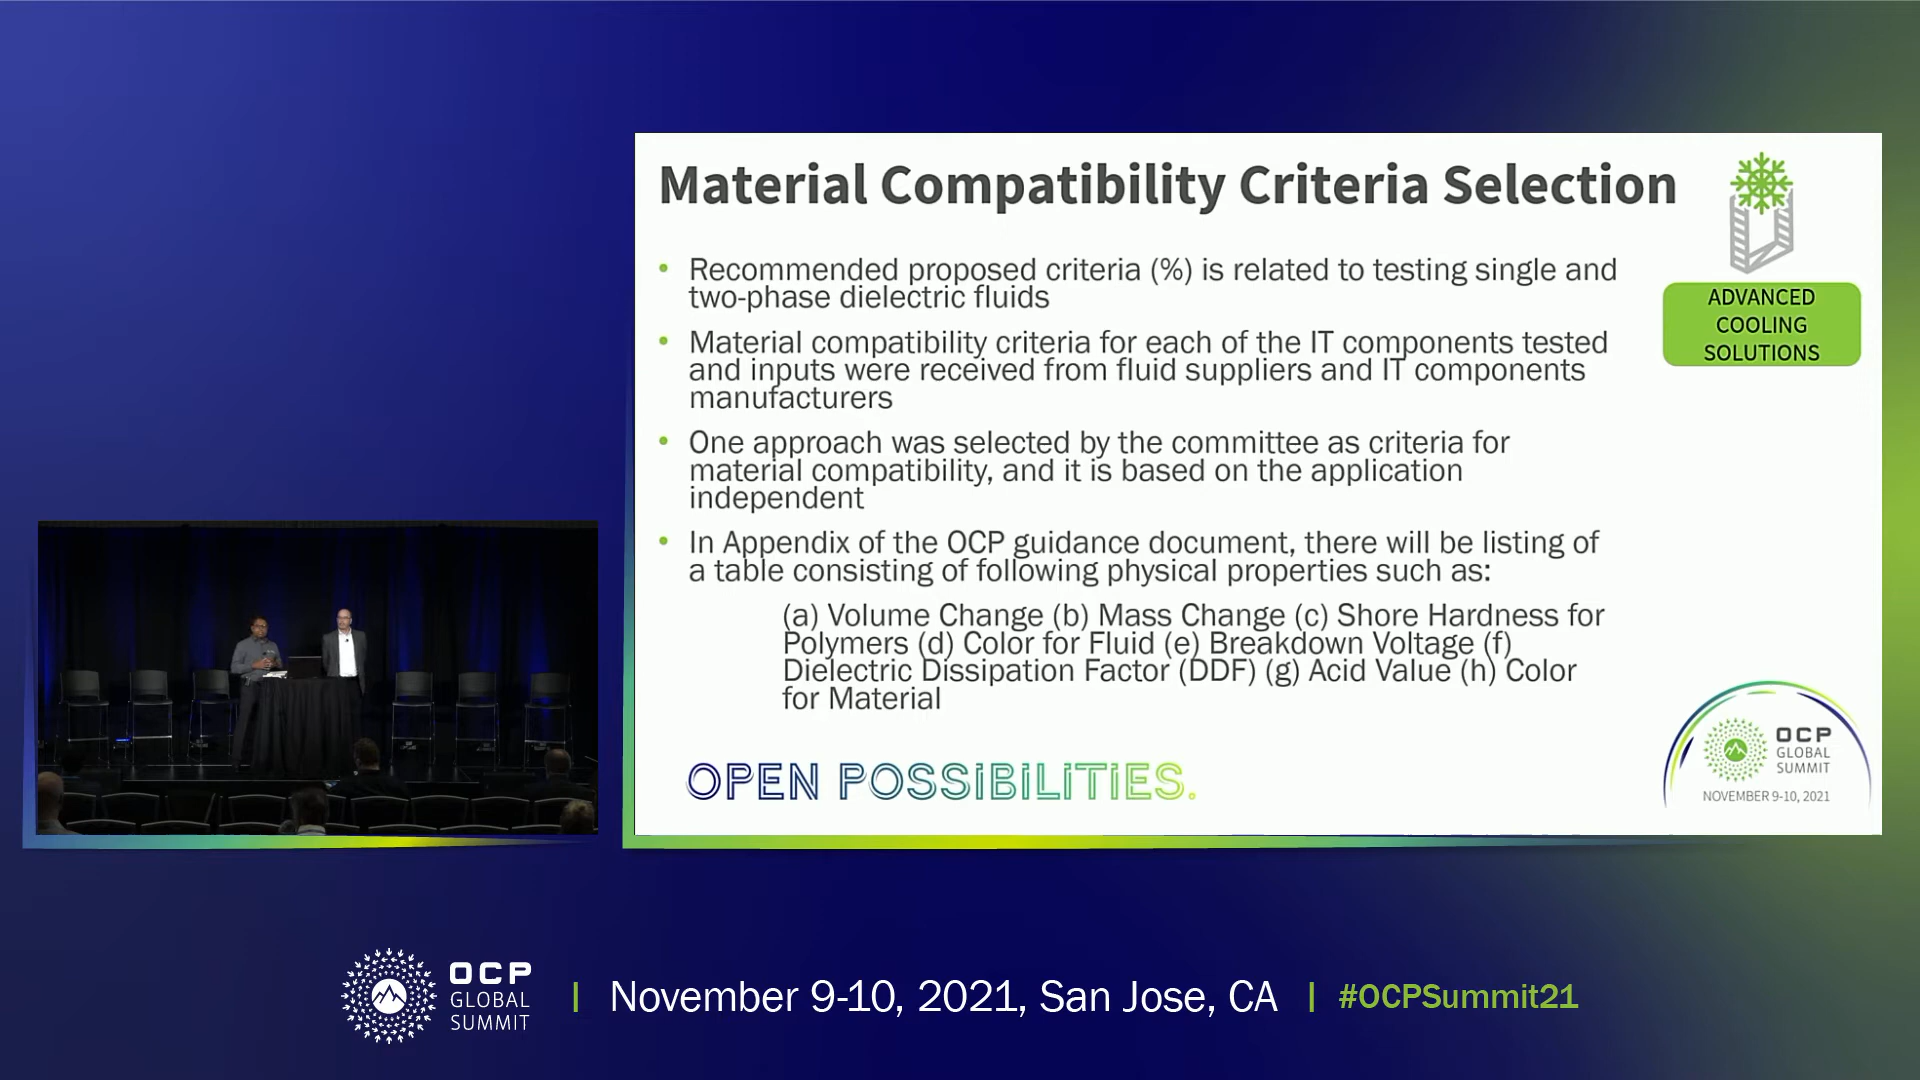 Material Compatibility Criteria Selection
• Recommended proposed criteria (%) is related to testing single and
two-phase dielectric fluids
• Material compatibility criteria for each of the IT components tested
and inputs were received from fluid suppliers and IT components
manufacturers
• One approach was selected by the committee as criteria for
material compatibility, and it is based on the application
independent
• In Appendix of the OCP guidance document, there will be listing of
a table consisting of following physical properties such as:
(a) Volume Change (b) Mass Change (c) Shore Hardness for
Polymers (d) Color for Fluid (e) Breakdown Voltage (f)
Dielectric Dissipation Factor (DDF) (g) Acid Value (h) Color
for Material
ADVANCED
COOLING
SOLUTIONS
OPEN POSSIBILITIES.
OCP
GLOBAL
SUMMIT
NOVEMBER 9-10, 2021
OCP
GLOBAL
SUMMIT
| November 9-10, 2021, San Jose, CA | #OCPSummit21